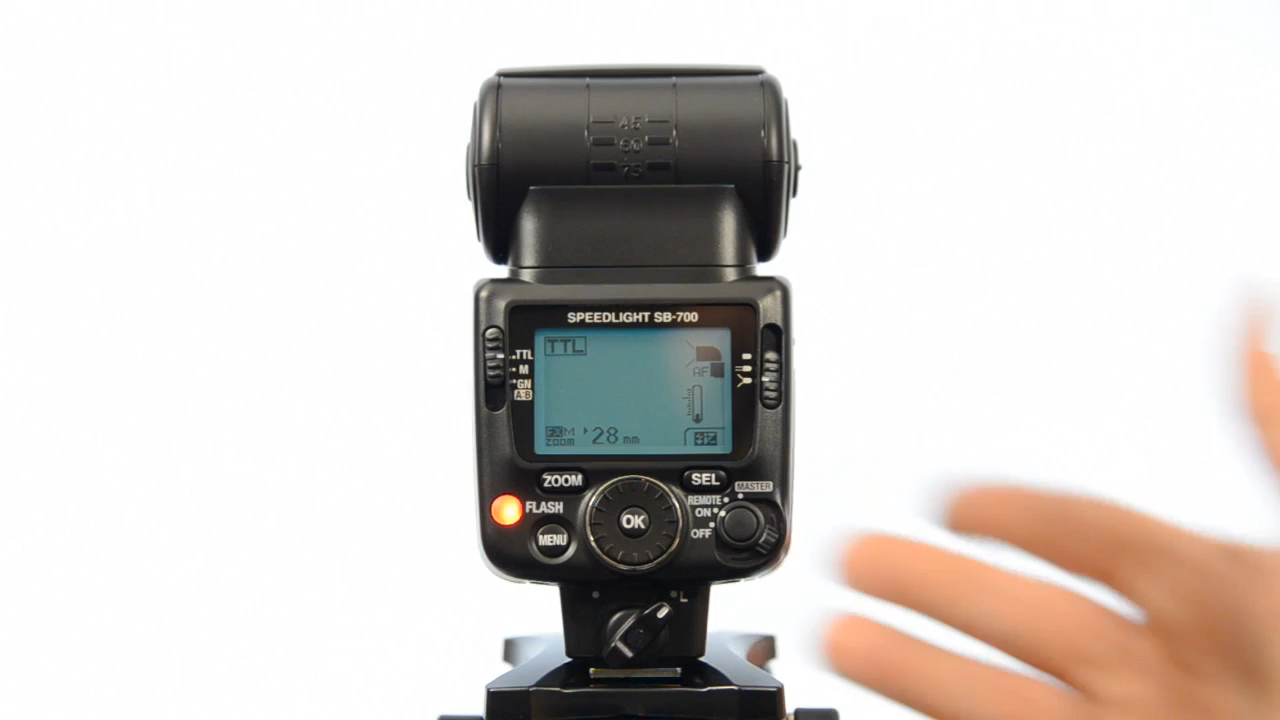 45
60
75
SPEEDLIGHT SB-700
TTL
TTL
M
GN
A·B
AF
FX M
zoom
28 mm
ZOOM
SEL
MASTER
REMOTE
ON
OFF
FLASH
OK
MENU
L